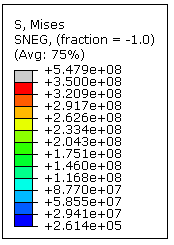 S, Mises
SNEG, (fraction = -1.0)
(Avg: 75%)
+5.479e+08
+3.500e+08
+3.209e+08
+2.917e+08
+2.626e+08
+2.334e+08
+2.043e+08
+1.751e+08
+1.460e+08
+1.168e+08
+8.770e+07
+5.855e+07
+2.941e+07
+2.614e+05